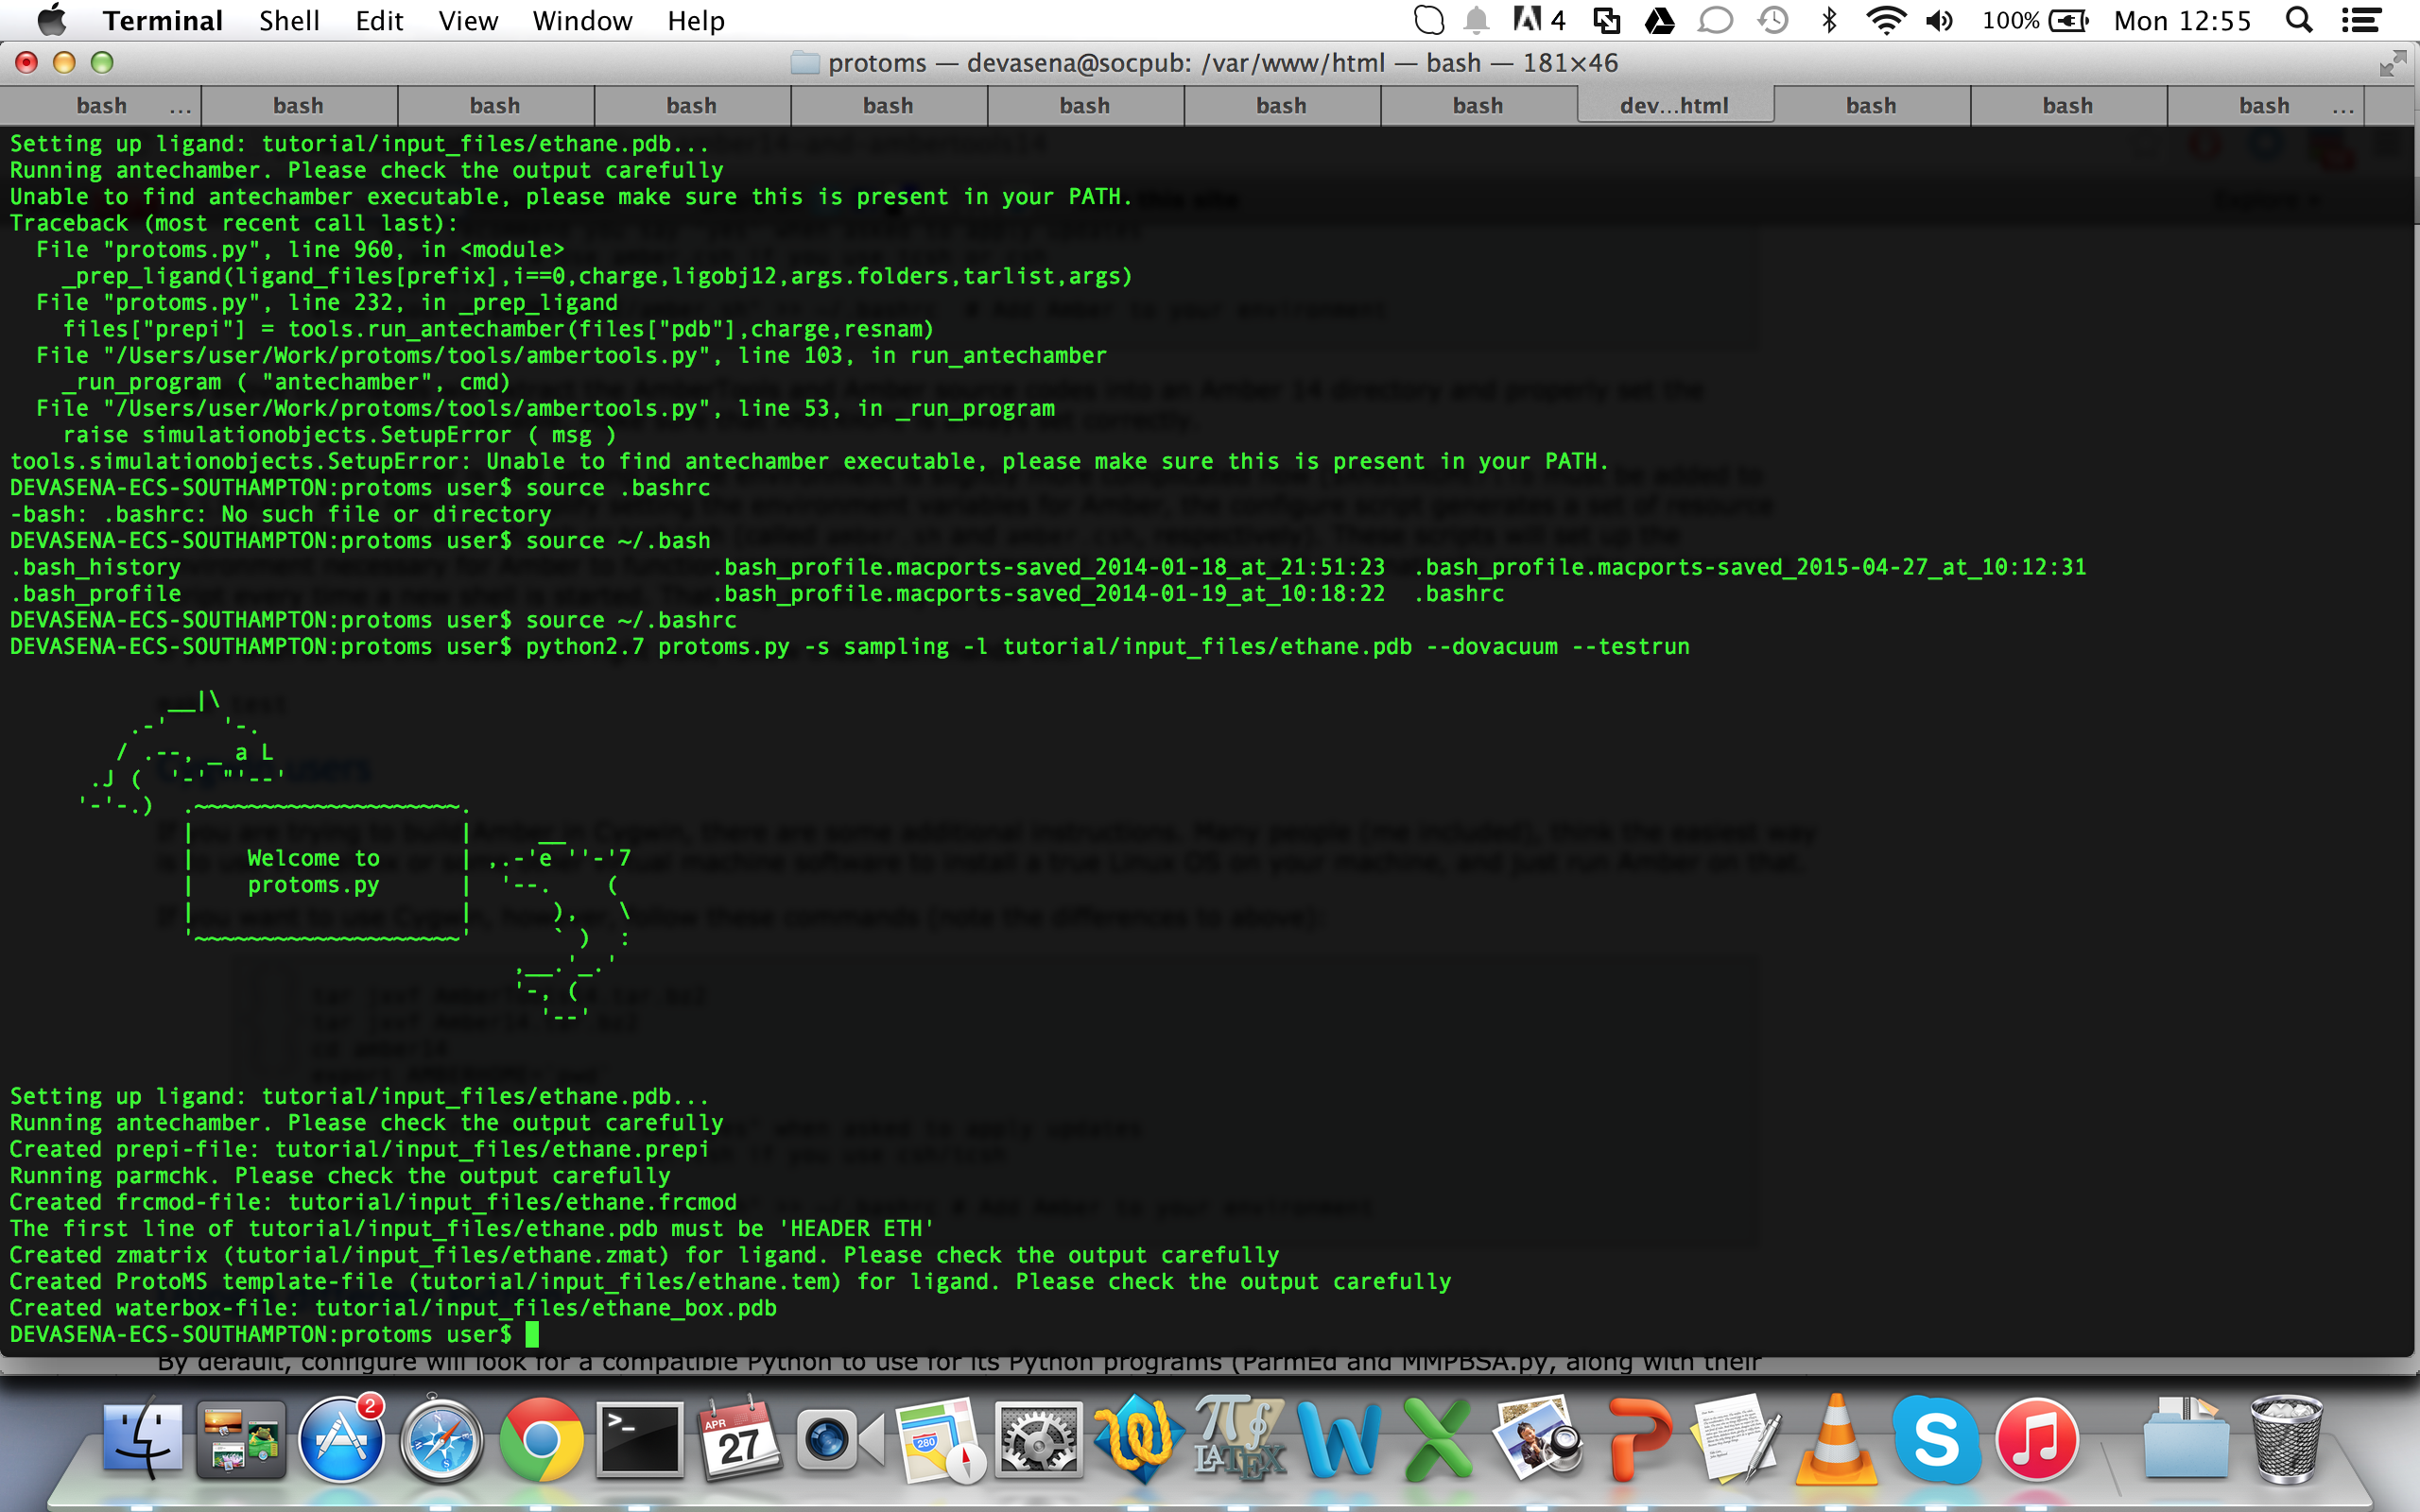 Terminal Shell Edit View Window Help 4 100% Mon 12:55
protoms — devasena@socpub: /var/www/html — bash — 181×46
bash ... bash bash bash bash bash bash bash dev...html bash bash bash ...
Setting up ligand: tutorial/input_files/ethane.pdb...
Running antechamber. Please check the output carefully
Unable to find antechamber executable, please make sure this is present in your PATH.
Traceback (most recent call last):
  File "protoms.py", line 960, in <module>
    _prep_ligand(ligand_files[prefix],i==0,charge,ligobj12,args.folders,tarlist,args)
  File "protoms.py", line 232, in _prep_ligand
    files["prepi"] = tools.run_antechamber(files["pdb"],charge,resnam)
  File "/Users/user/Work/protoms/tools/ambertools.py", line 103, in run_antechamber
    _run_program ( "antechamber", cmd)
  File "/Users/user/Work/protoms/tools/ambertools.py", line 53, in _run_program
    raise simulationobjects.SetupError ( msg )
tools.simulationobjects.SetupError: Unable to find antechamber executable, please make sure this is present in your PATH.
DEVASENA-ECS-SOUTHAMPTON:protoms user$ source .bashrc
-bash: .bashrc: No such file or directory
DEVASENA-ECS-SOUTHAMPTON:protoms user$ source ~/.bash
.bash_history .bash_profile.macports-saved_2014-01-18_at_21:51:23 .bash_profile.macports-saved_2015-04-27_at_10:12:31
.bash_profile .bash_profile.macports-saved_2014-01-19_at_10:18:22 .bashrc
DEVASENA-ECS-SOUTHAMPTON:protoms user$ source ~/.bashrc
DEVASENA-ECS-SOUTHAMPTON:protoms user$ python2.7 protoms.py -s sampling -l tutorial/input_files/ethane.pdb --dovacuum --testrun
Welcome to
protoms.py
Setting up ligand: tutorial/input_files/ethane.pdb...
Running antechamber. Please check the output carefully
Created prepi-file: tutorial/input_files/ethane.prepi
Running parmchk. Please check the output carefully
Created frcmod-file: tutorial/input_files/ethane.frcmod
The first line of tutorial/input_files/ethane.pdb must be 'HEADER ETH'
Created zmatrix (tutorial/input_files/ethane.zmat) for ligand. Please check the output carefully
Created ProtoMS template-file (tutorial/input_files/ethane.tem) for ligand. Please check the output carefully
Created waterbox-file: tutorial/input_files/ethane_box.pdb
DEVASENA-ECS-SOUTHAMPTON:protoms user$
By default, configure will look for a compatible Python to use for its Python programs (ParmEd and MMPBSA.py, along with their
2
APR
27
280
LATEX